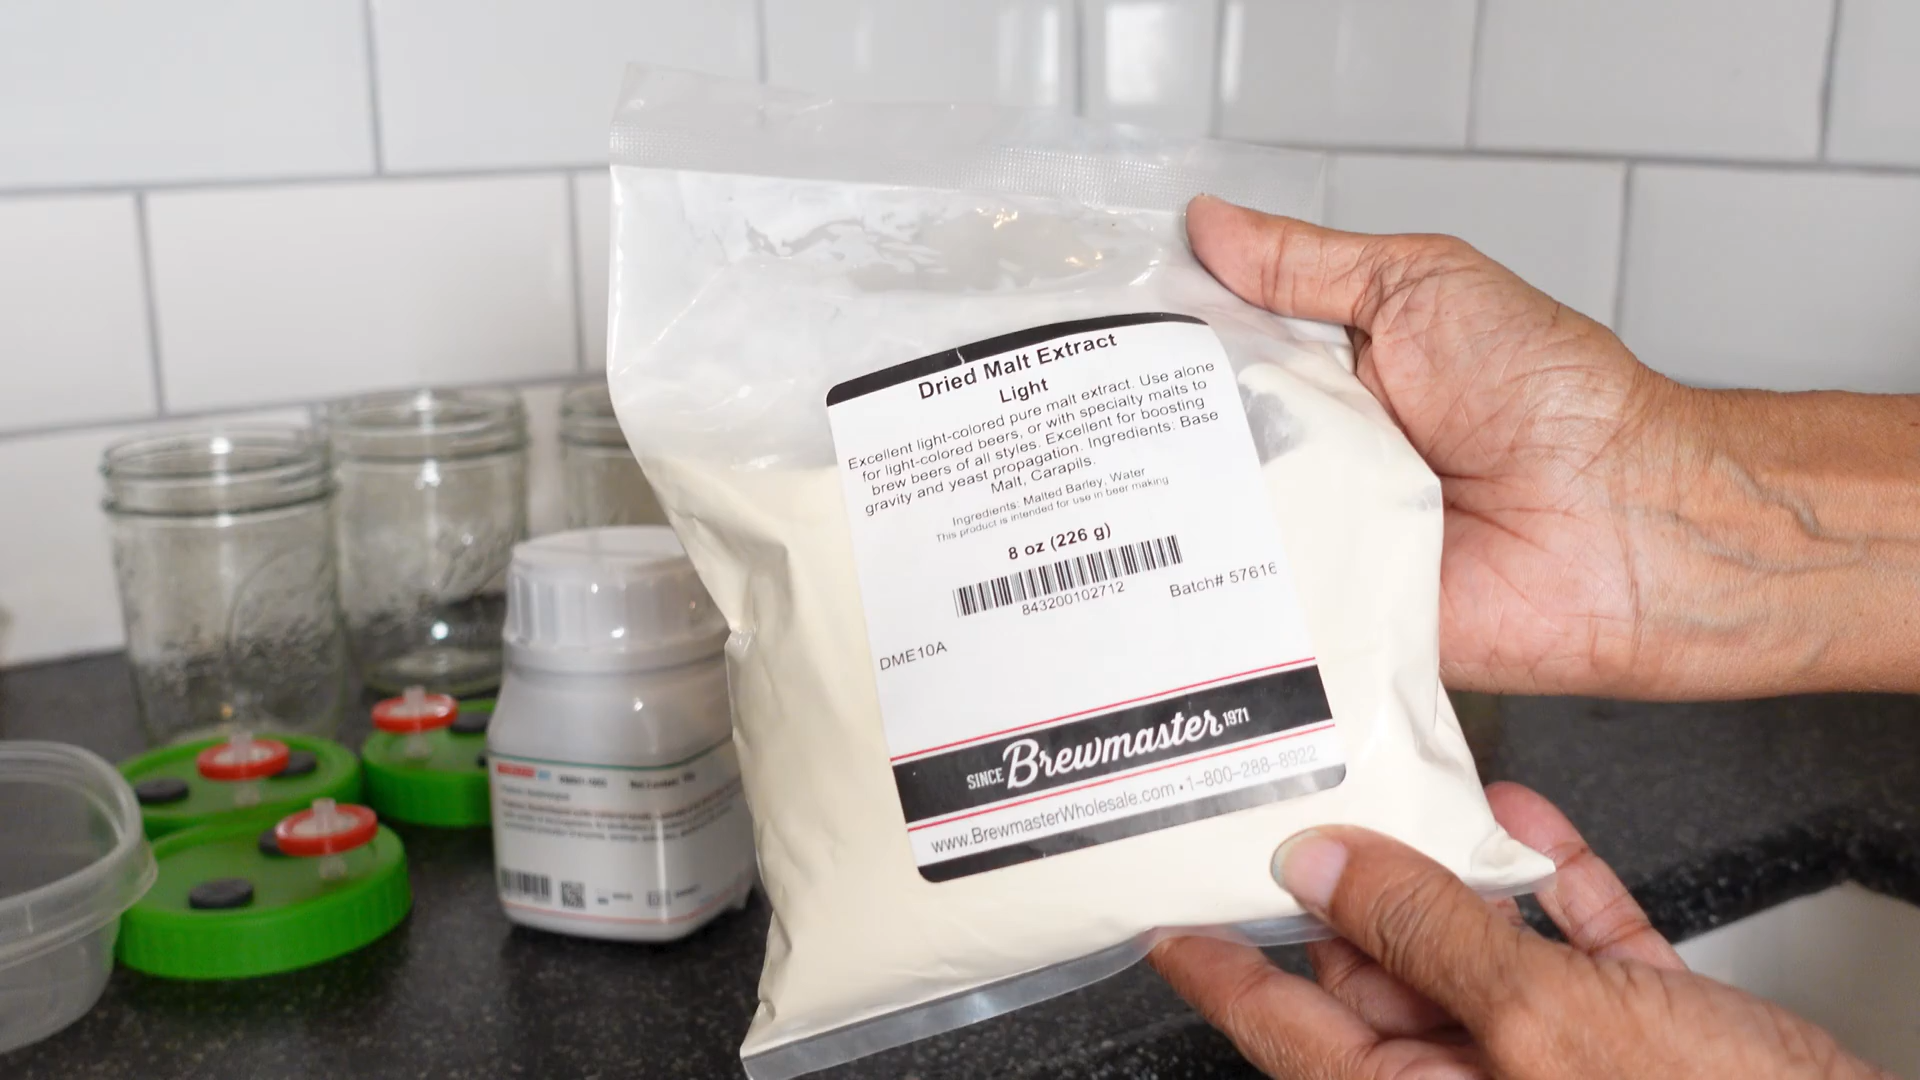 Dried Malt Extract
Light
Excellent light-colored pure malt extract. Use alone
for light-colored beers, or with specialty malts to
brew beers of all styles. Excellent for boosting
gravity and yeast propagation. Ingredients: Base
Malt, Carapils.
Ingredients: Malted Barley, Water
This product is intended for use in beer making
8 oz (226 g)
843200102712
Batch# 57616
DME10A
SINCE Brewmaster 1971
www.BrewmasterWholesale.com • 1-800-288-8922